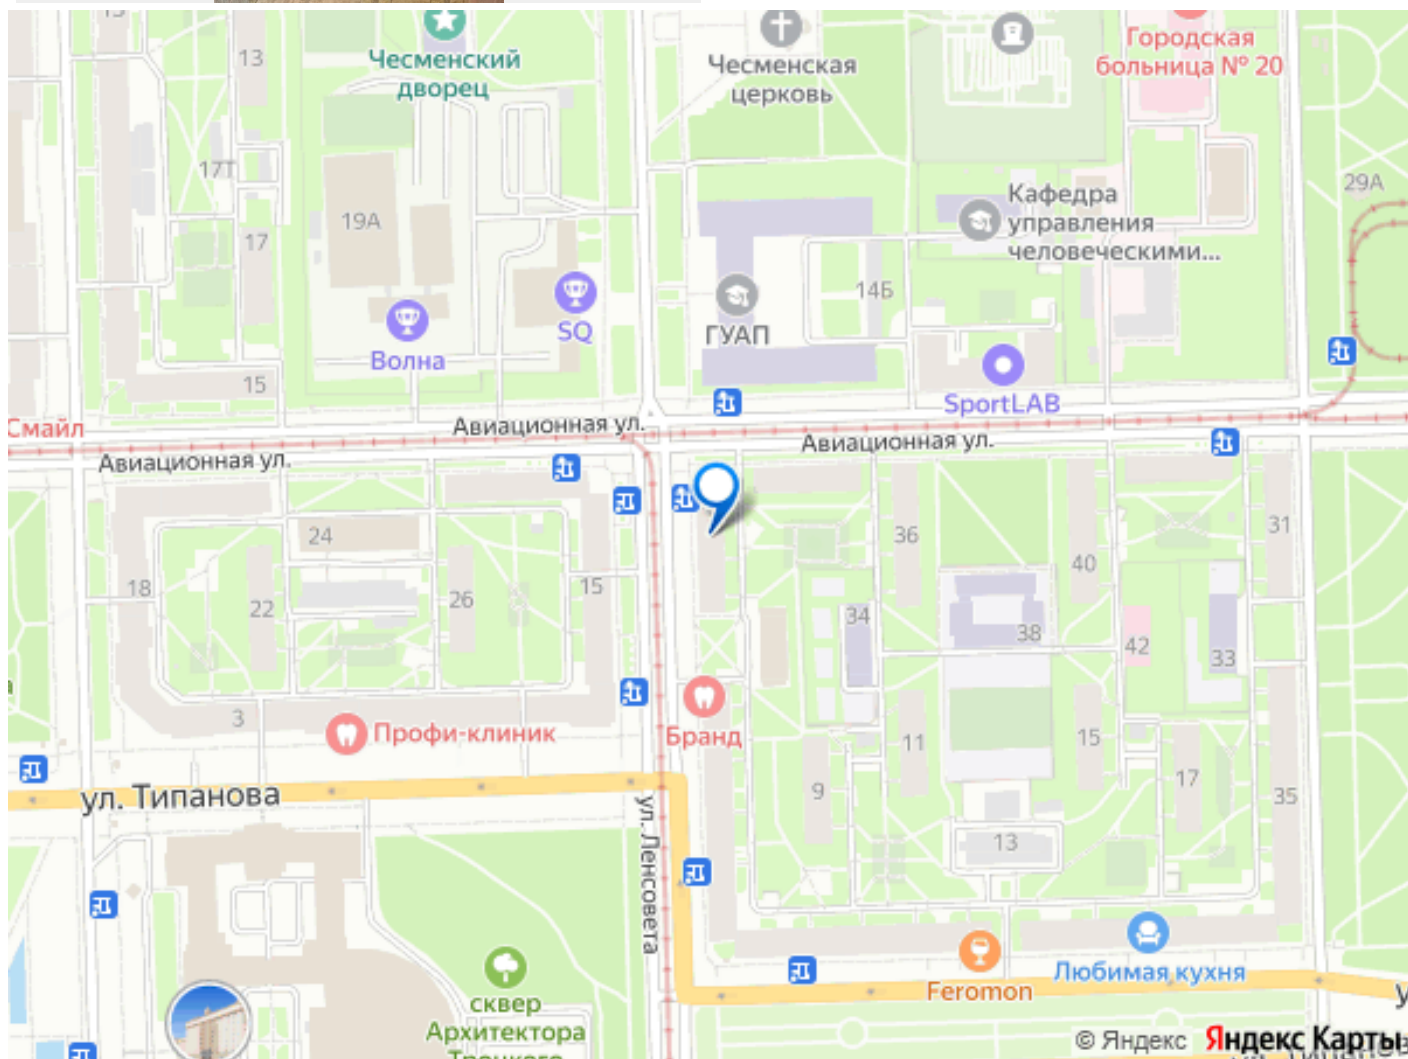 13
Чесменский
дворец
Чесменская
церковь
Городская
больница № 20
13
17Т
19А
17
Кафедра
управления
человеческими...
29А
14Б
ГУАП
SQ
Волна
15
SportLAB
Смайл
Авиационная ул.
Авиационная ул.
Авиационная ул.
24
36
31
18
22
26
15
40
34
38
42
33
3
Профи-клиник
Бранд
11
15
9
17
35
ул. Типанова
ул. Ленсовета
13
сквер
Архитектора
Троцкого
Feromon
Любимая кухня
© Яндекс Яндекс Карты